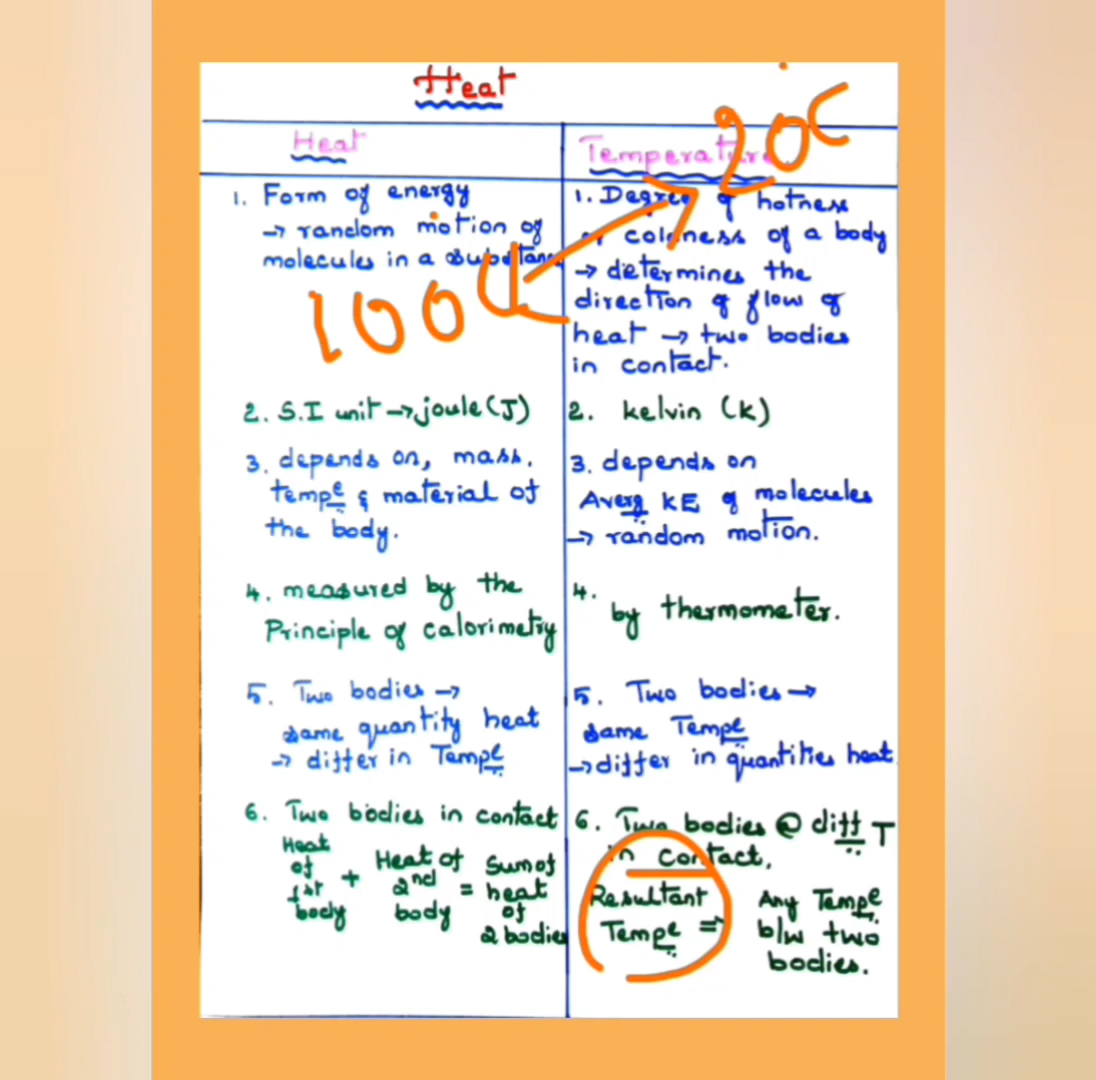 Heat
Heat
1. Form of energy
→ random motion of
molecules in a substanc
2. S.I unit → joule (J)
3. depends on, mass.
tempe & material of
the body.
4. measured by the
Principle of calorimetry
5. Two bodies →
same quantity heat
→ differ in Tempe
6. Two bodies in contact
Heat of 1st body + Heat of 2nd body = Sum of heat of 2 bodies
Temperature
1. Degree of hotness
or coldness of a body
→ determines the
direction of flow of
heat → two bodies
in contact.
2. kelvin (K)
3. depends on
Averg KE of molecules
→ random motion.
4.
by thermometer.
5. Two bodies →
same Tempe
→ differ in quantities heat
6. Two bodies @ diff T
in contact,
Resultant Tempe ⇒ Any Tempe b/w two bodies.
100C
20C